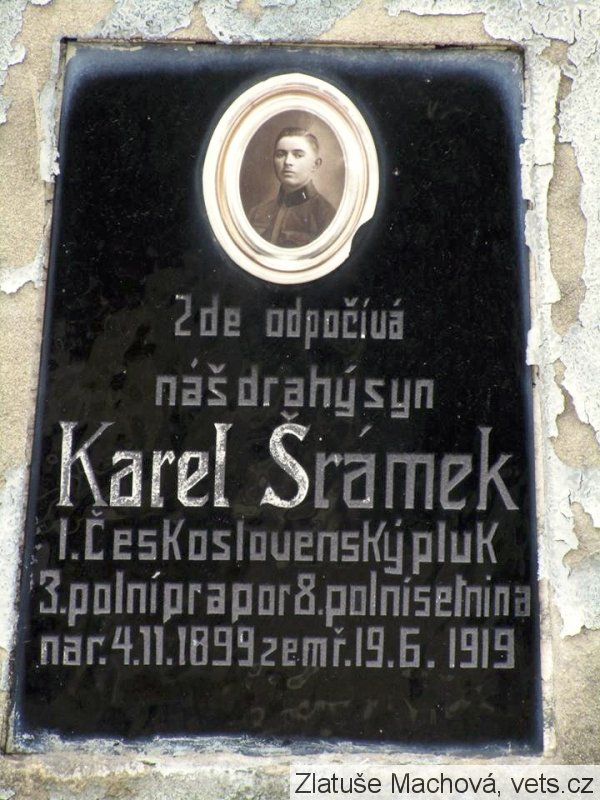 Zde odpočívá
náš drahý syn
Karel Šrámek
1. Československý pluk
3. polní prapor 8. polní setnina
nar. 4.11. 1899 zemř. 19.6. 1919
Zlatuše Machová, vets.cz